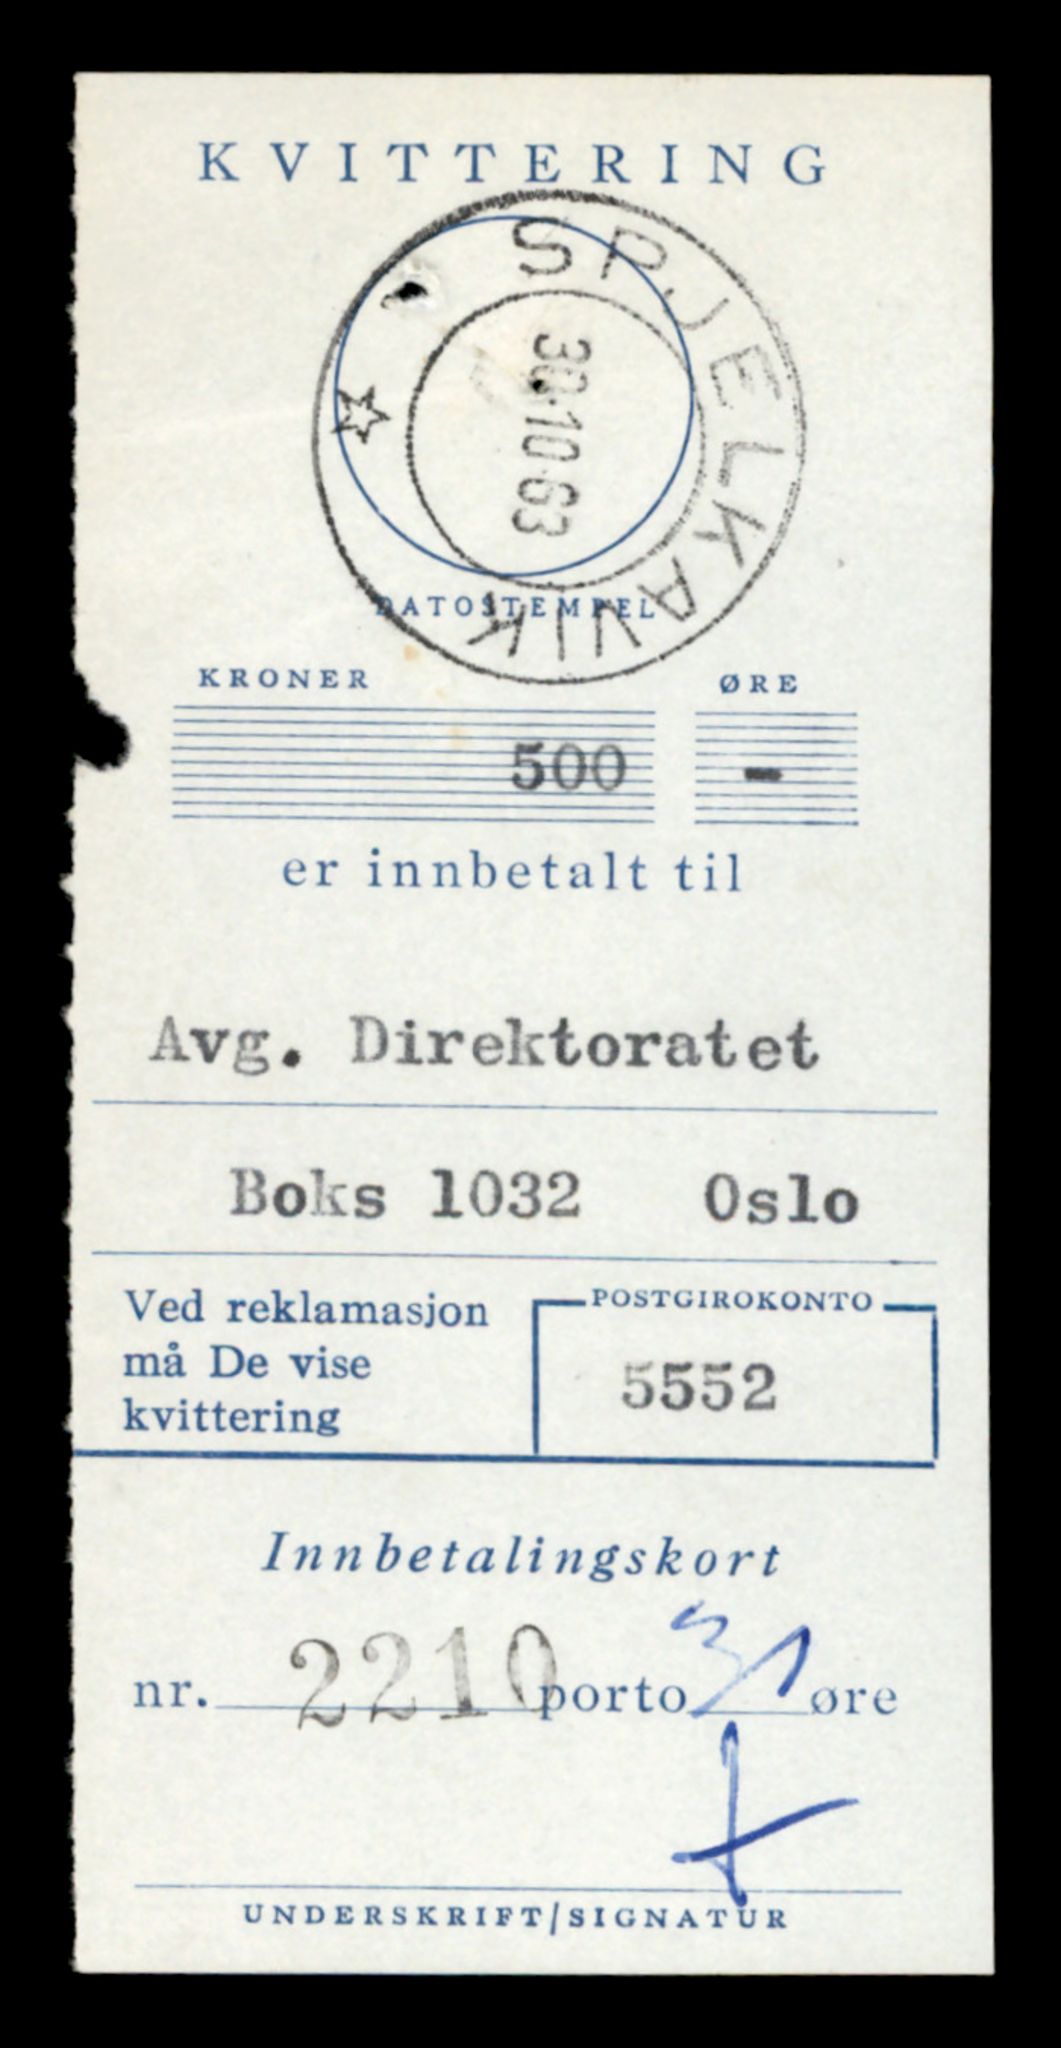 KVITTERING
SPJELKAVIK
30.10.63
DATOSTEMPEL
KRONER ØRE
500 -
er innbetalt til
Avg. Direktoratet
Boks 1032 Oslo
Ved reklamasjon
må De vise
kvittering
POSTGIROKONTO
5552
Innbetalingskort
nr. 2210 porto 31 øre
UNDERSKRIFT/SIGNATUR